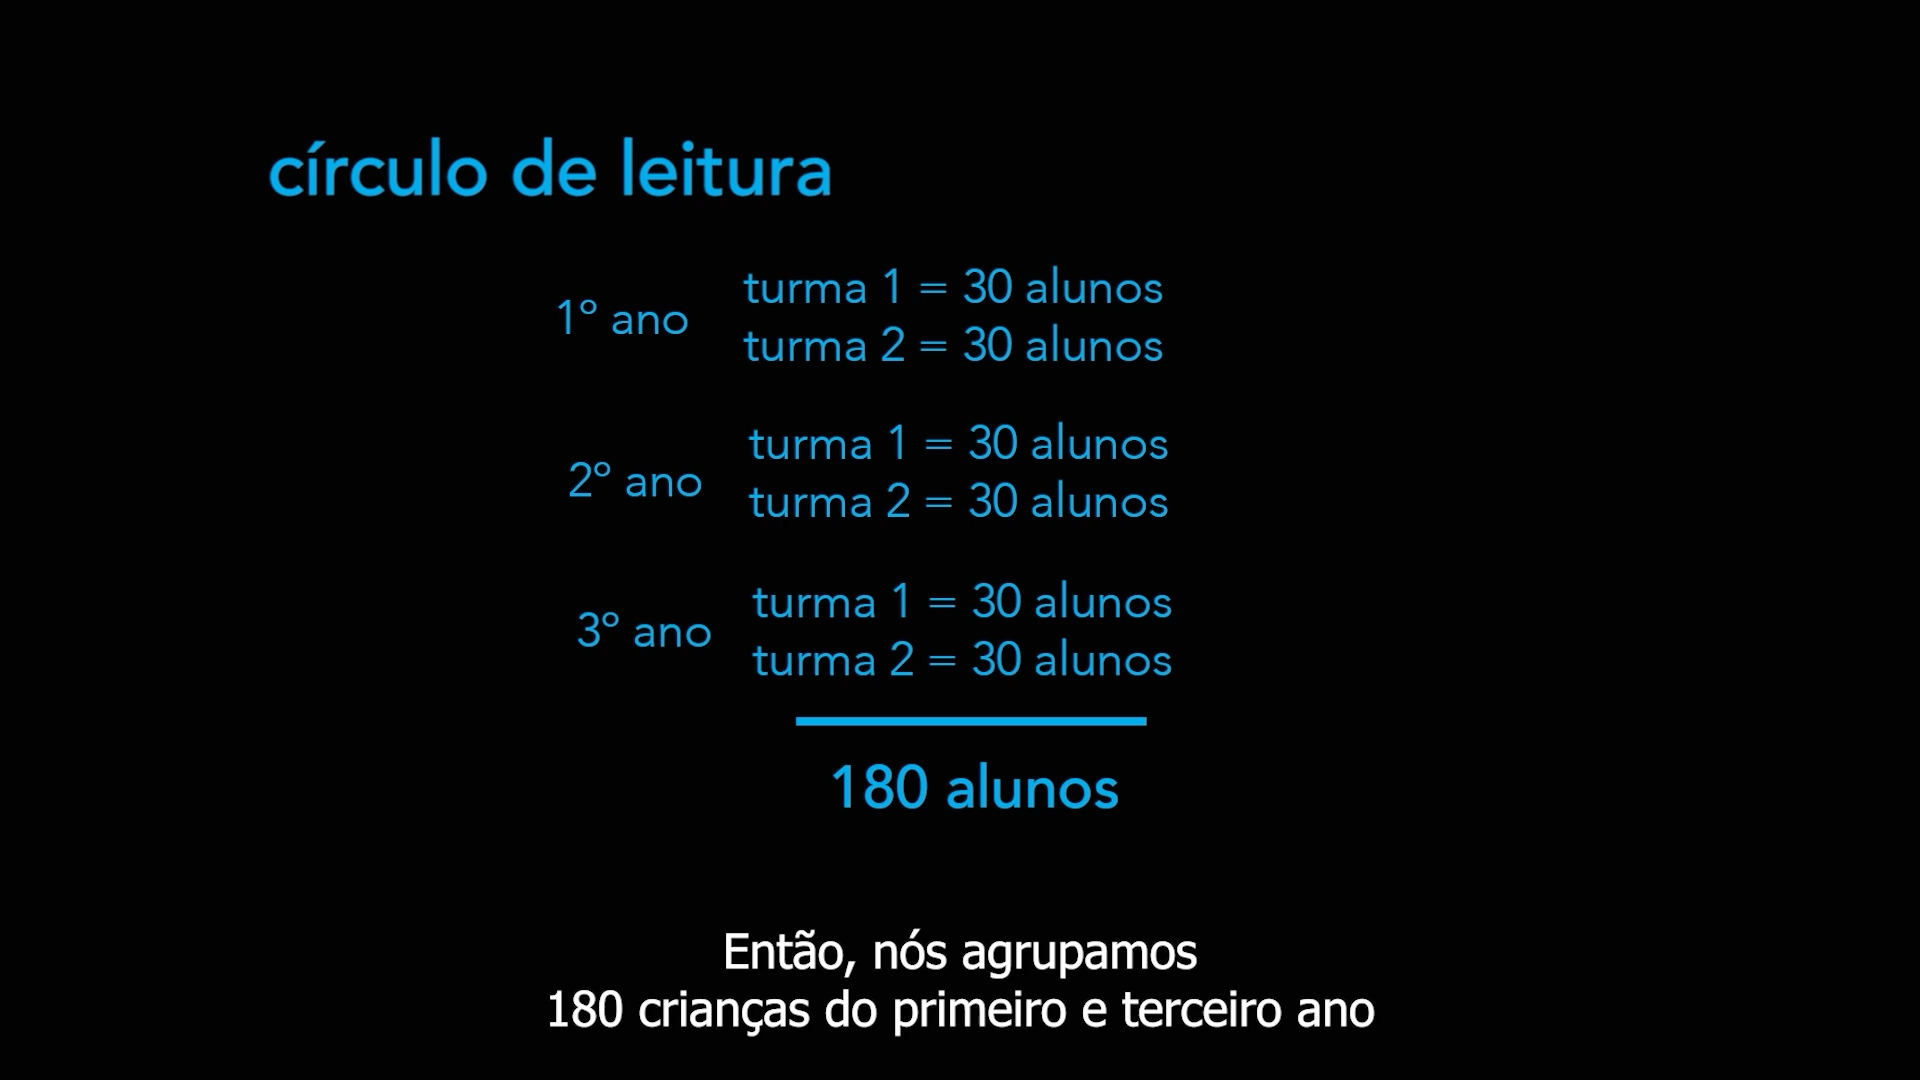 círculo de leitura
1º ano
turma 1 = 30 alunos
turma 2 = 30 alunos
2º ano
turma 1 = 30 alunos
turma 2 = 30 alunos
3º ano
turma 1 = 30 alunos
turma 2 = 30 alunos
180 alunos
Então, nós agrupamos
180 crianças do primeiro e terceiro ano